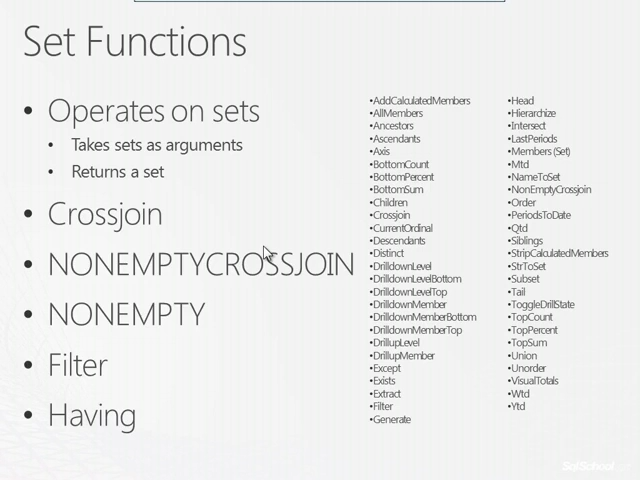 Set Functions
• Operates on sets
• Takes sets as arguments
• Returns a set
• Crossjoin
• NONEMPTYCROSSJOIN
• NONEMPTY
• Filter
• Having
•AddCalculatedMembers
•AllMembers
•Ancestors
•Ascendants
•Axis
•BottomCount
•BottomPercent
•BottomSum
•Children
•Crossjoin
•CurrentOrdinal
•Descendants
•Distinct
•DrilldownLevel
•DrilldownLevelBottom
•DrilldownLevelTop
•DrilldownMember
•DrilldownMemberBottom
•DrilldownMemberTop
•DrillupLevel
•DrillupMember
•Except
•Exists
•Extract
•Filter
•Generate
•Head
•Hierarchize
•Intersect
•LastPeriods
•Members (Set)
•Mtd
•NameToSet
•NonEmptyCrossjoin
•Order
•PeriodsToDate
•Qtd
•Siblings
•StripCalculatedMembers
•StrToSet
•Subset
•Tail
•ToggleDrillState
•TopCount
•TopPercent
•TopSum
•Union
•Unorder
•VisualTotals
•Wtd
•Ytd